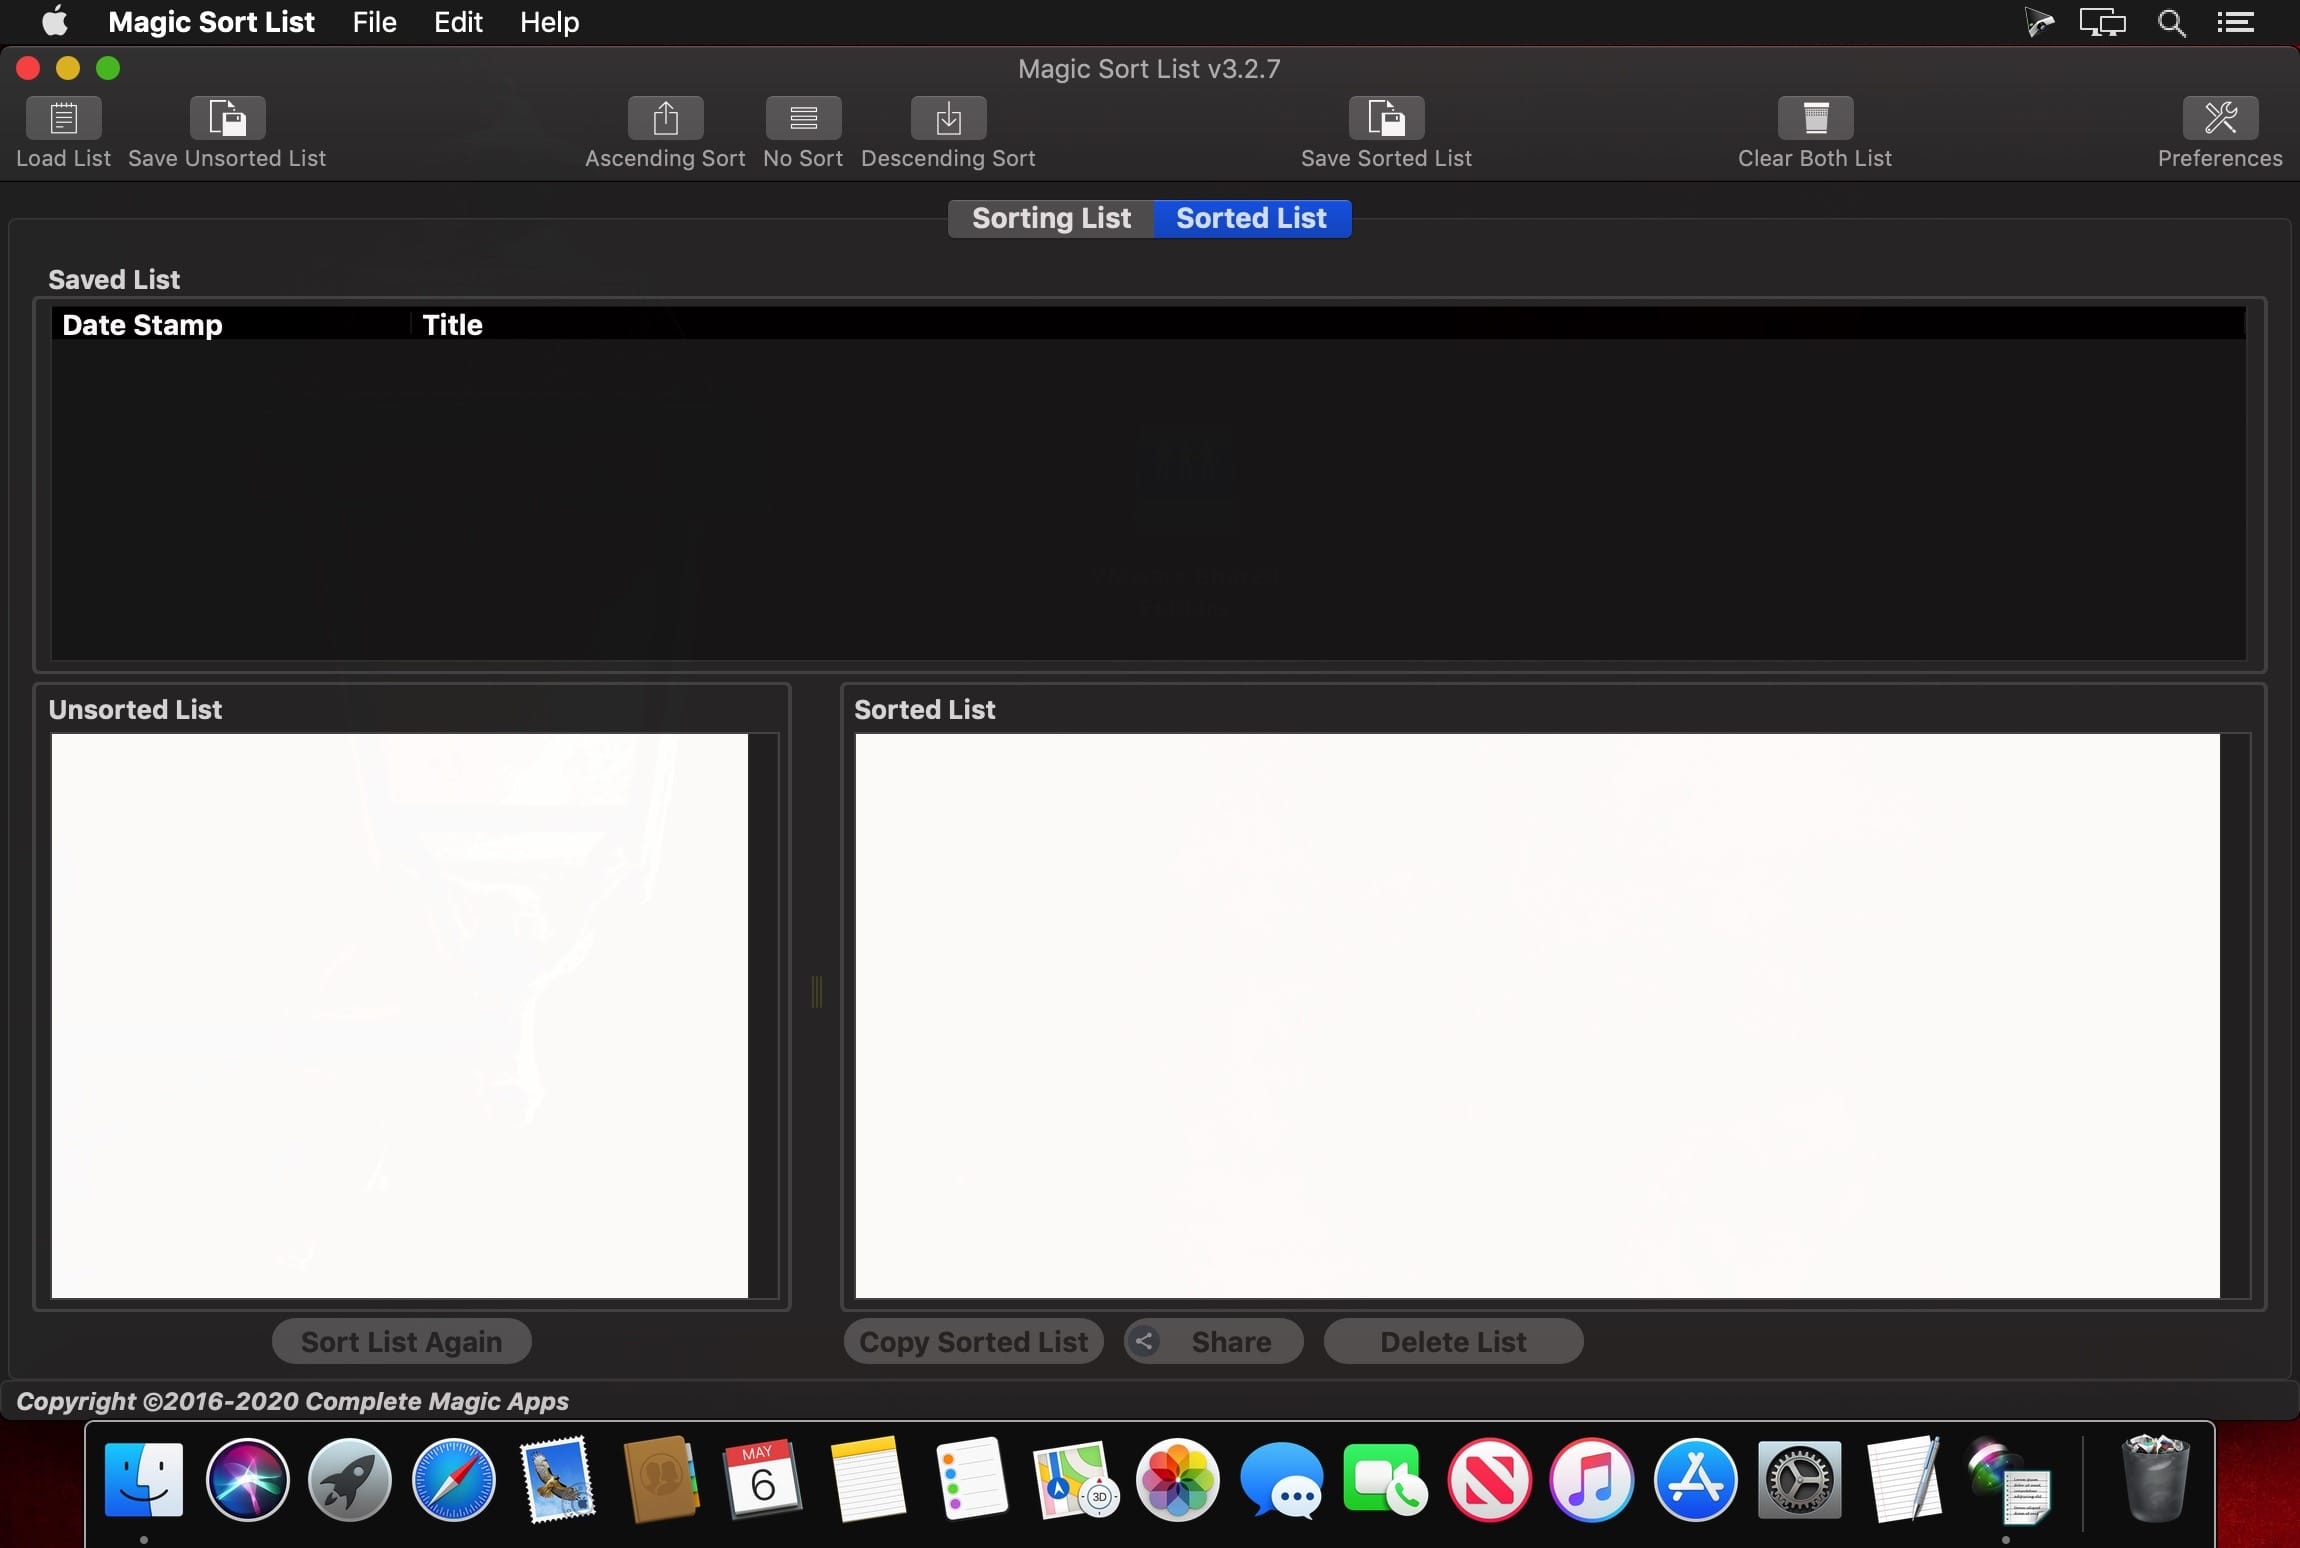 Magic Sort List File Edit Help
Magic Sort List v3.2.7
Load List Save Unsorted List Ascending Sort No Sort Descending Sort Save Sorted List Clear Both List Preferences
Sorting List Sorted List
Saved List
Date Stamp Title
Unsorted List Sorted List
Sort List Again Copy Sorted List Share Delete List
Copyright ©2016-2020 Complete Magic Apps
MAY
6
3D